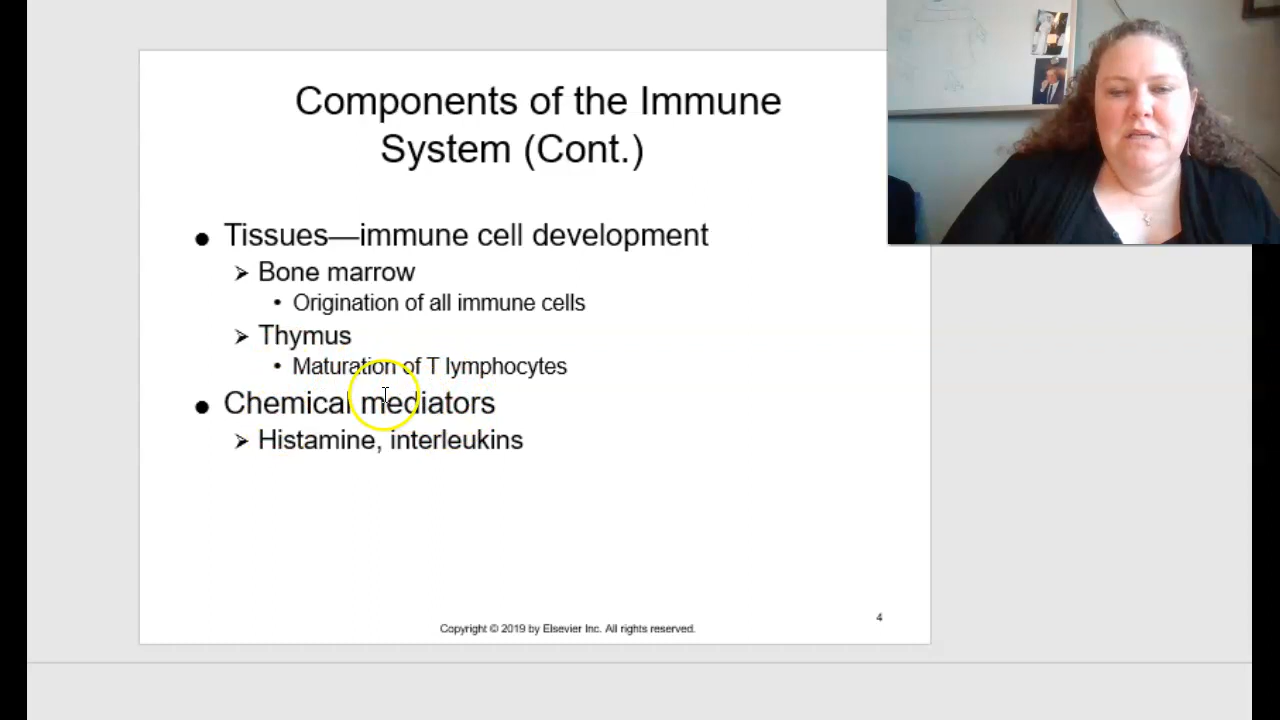 Components of the Immune
System (Cont.)
● Tissues—immune cell development
➢ Bone marrow
• Origination of all immune cells
➢ Thymus
• Maturation of T lymphocytes
● Chemical mediators
➢ Histamine, interleukins
4
Copyright © 2019 by Elsevier Inc. All rights reserved.